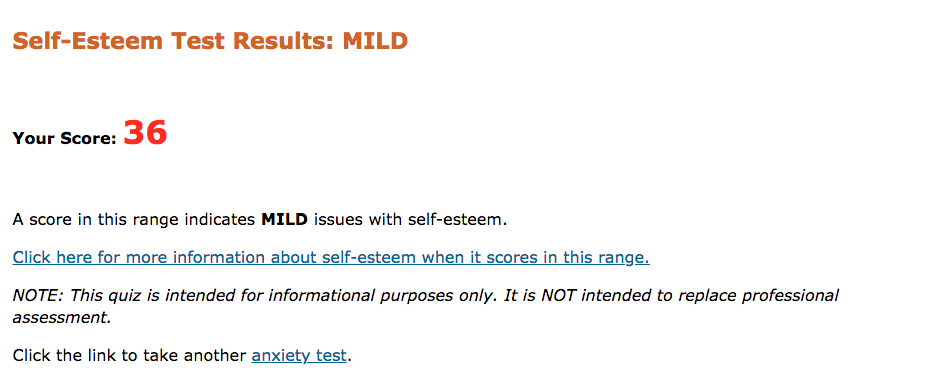 Self-Esteem Test Results: MILD
Your Score: 36
A score in this range indicates MILD issues with self-esteem.
Click here for more information about self-esteem when it scores in this range.
NOTE: This quiz is intended for informational purposes only. It is NOT intended to replace professional
assessment.
Click the link to take another anxiety test.